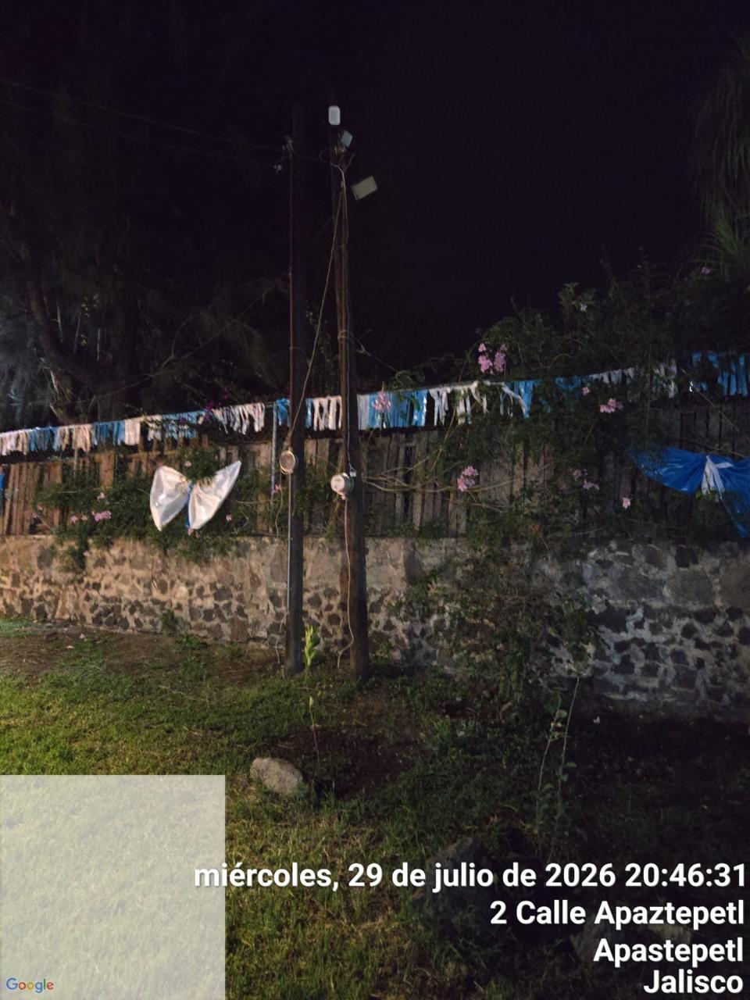 miércoles, 29 de julio de 2026 20:46:31
2 Calle Apaztepetl
Apastepetl
Jalisco
Google